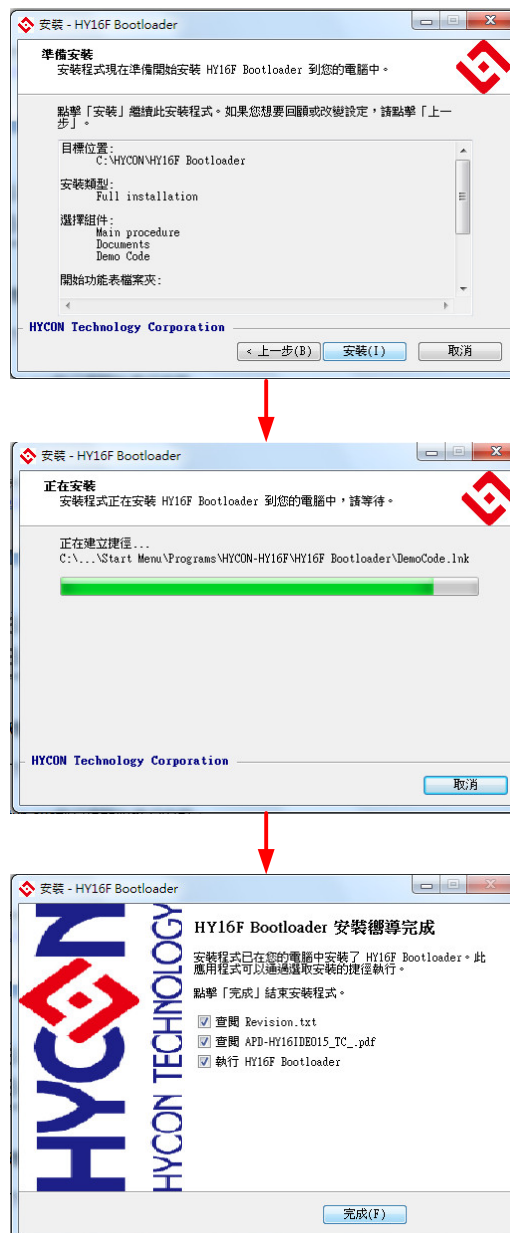 安裝 - HY16F Bootloader
準備安裝
安裝程式現在準備開始安裝 HY16F Bootloader 到您的電腦中。
點擊「安裝」繼續此安裝程式。如果您想要回顧或改變設定，請點擊「上一
步」。
目標位置:
C:\HYCON\HY16F Bootloader
安裝類型:
Full installation
選擇組件:
Main procedure
Documents
Demo Code
開始功能表檔案夾:
HYCON Technology Corporation
< 上一步(B)
安裝(I)
取消
安裝 - HY16F Bootloader
正在安裝
安裝程式正在安裝 HY16F Bootloader 到您的電腦中，請等待。
正在建立捷徑...
C:\...\Start Menu\Programs\HYCON-HY16F\HY16F Bootloader\DemoCode.lnk
HYCON Technology Corporation
取消
安裝 - HY16F Bootloader
HYCON
HYCON TECHNOLOGY
HY16F Bootloader 安裝嚮導完成
安裝程式已在您的電腦中安裝了 HY16F Bootloader。此
應用程式可以通過選取安裝的捷徑執行。
點擊「完成」結束安裝程式。
查閱 Revision.txt
查閱 APD-HY16IDE015_TC_.pdf
執行 HY16F Bootloader
完成(F)